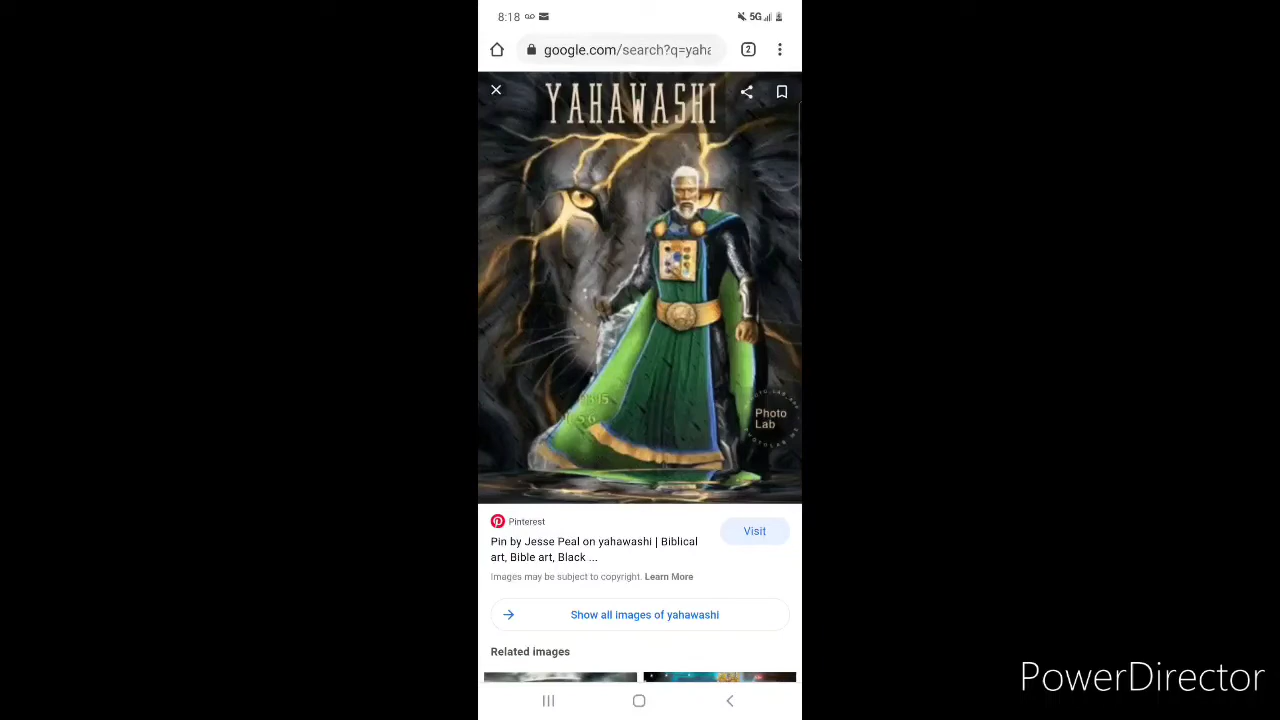 8:18
5G
google.com/search?q=yaha
2
YAHAWASHI
Photo
Lab
Pinterest
Visit
Pin by Jesse Peal on yahawashi | Biblical
art, Bible art, Black ...
Images may be subject to copyright. Learn More
Show all images of yahawashi
Related images
PowerDirector